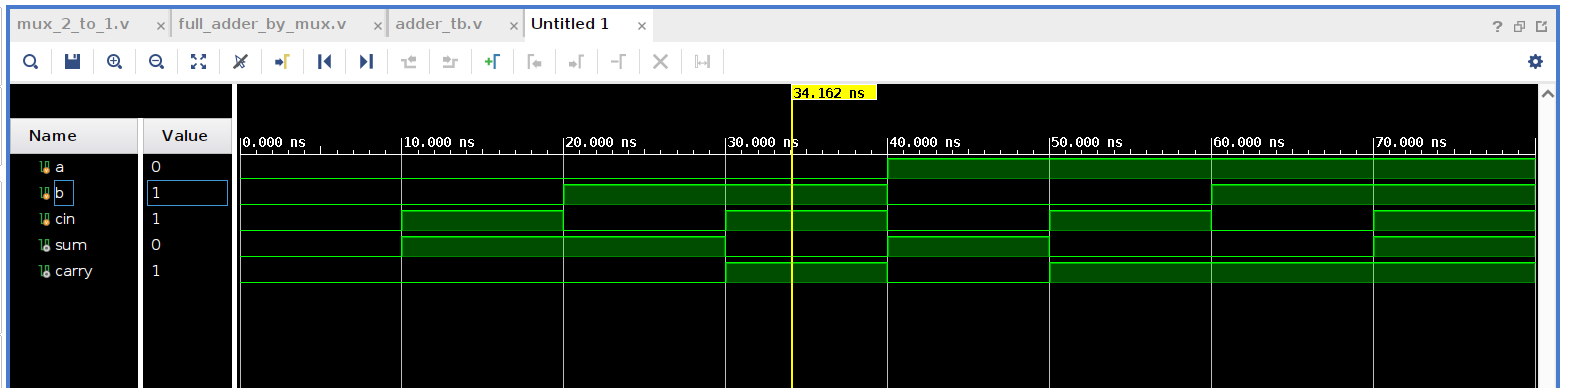 mux_2_to_1.v × full_adder_by_mux.v × adder_tb.v × Untitled 1 × ?
34.162 ns
Name Value 0.000 ns 10.000 ns 20.000 ns 30.000 ns 40.000 ns 50.000 ns 60.000 ns 70.000 ns
a 0
b 1
cin 1
sum 0
carry 1